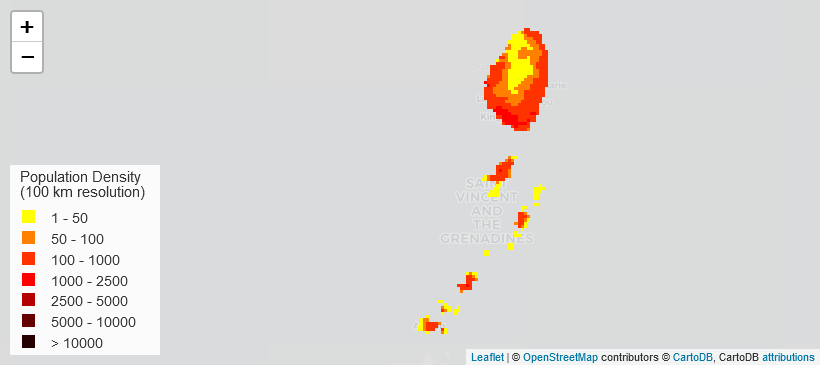 +
−
SAINT
VINCENT
AND
THE
GRENADINES
Population Density
(100 km resolution)
1 - 50
50 - 100
100 - 1000
1000 - 2500
2500 - 5000
5000 - 10000
> 10000
Leaflet | © OpenStreetMap contributors © CartoDB, CartoDB attributions